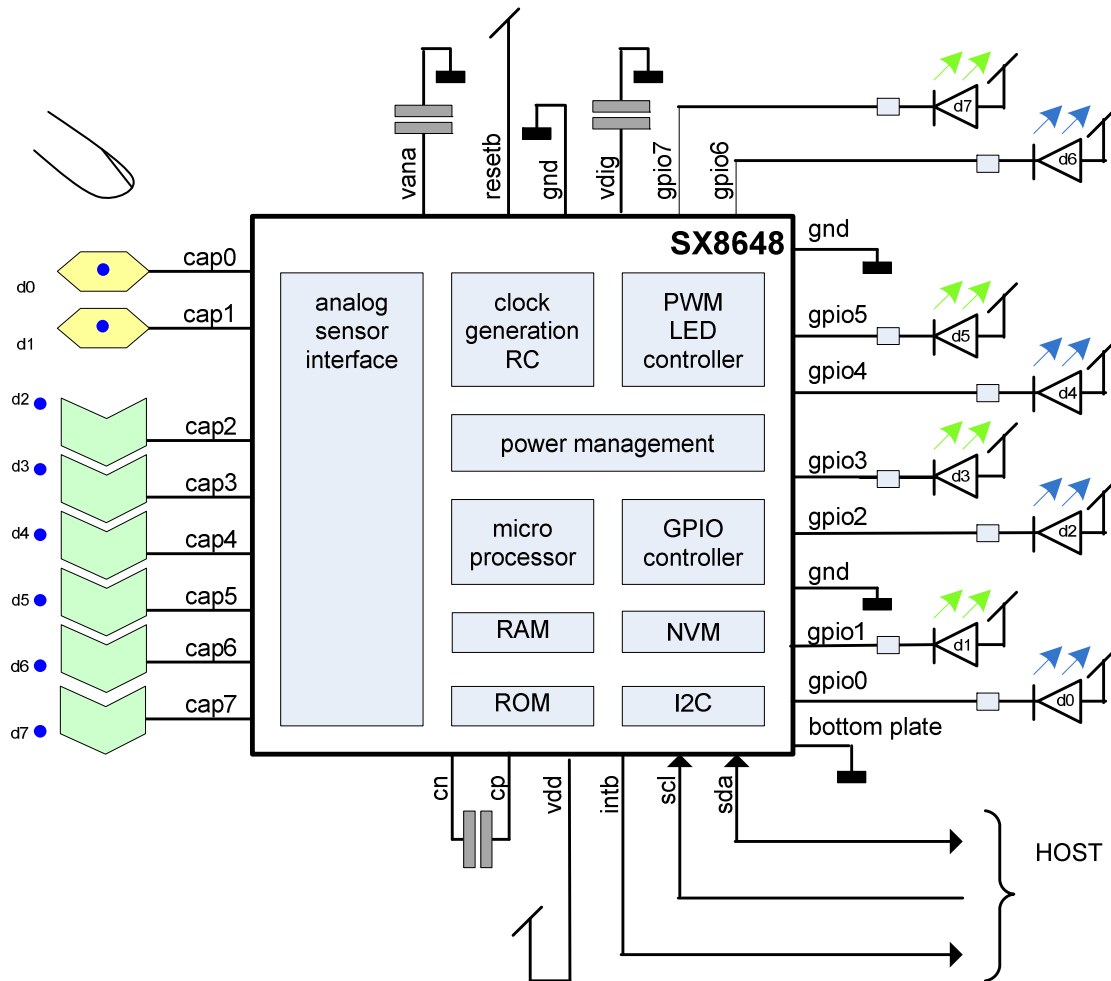 vana
resetb
gnd
vdig
gpio7
gpio6
d7
d6
SX8648
gnd
cap0
d0
cap1
d1
analog
sensor
interface
clock
generation
RC
PWM
LED
controller
gpio5
d5
gpio4
d4
d2
cap2
power management
d3
cap3
gpio3
d3
d4
cap4
micro
processor
GPIO
controller
gpio2
d2
d5
cap5
gnd
RAM
NVM
gpio1
d1
d6
cap6
gpio0
d0
d7
cap7
ROM
I2C
bottom plate
cn
cp
vdd
intb
scl
sda
HOST